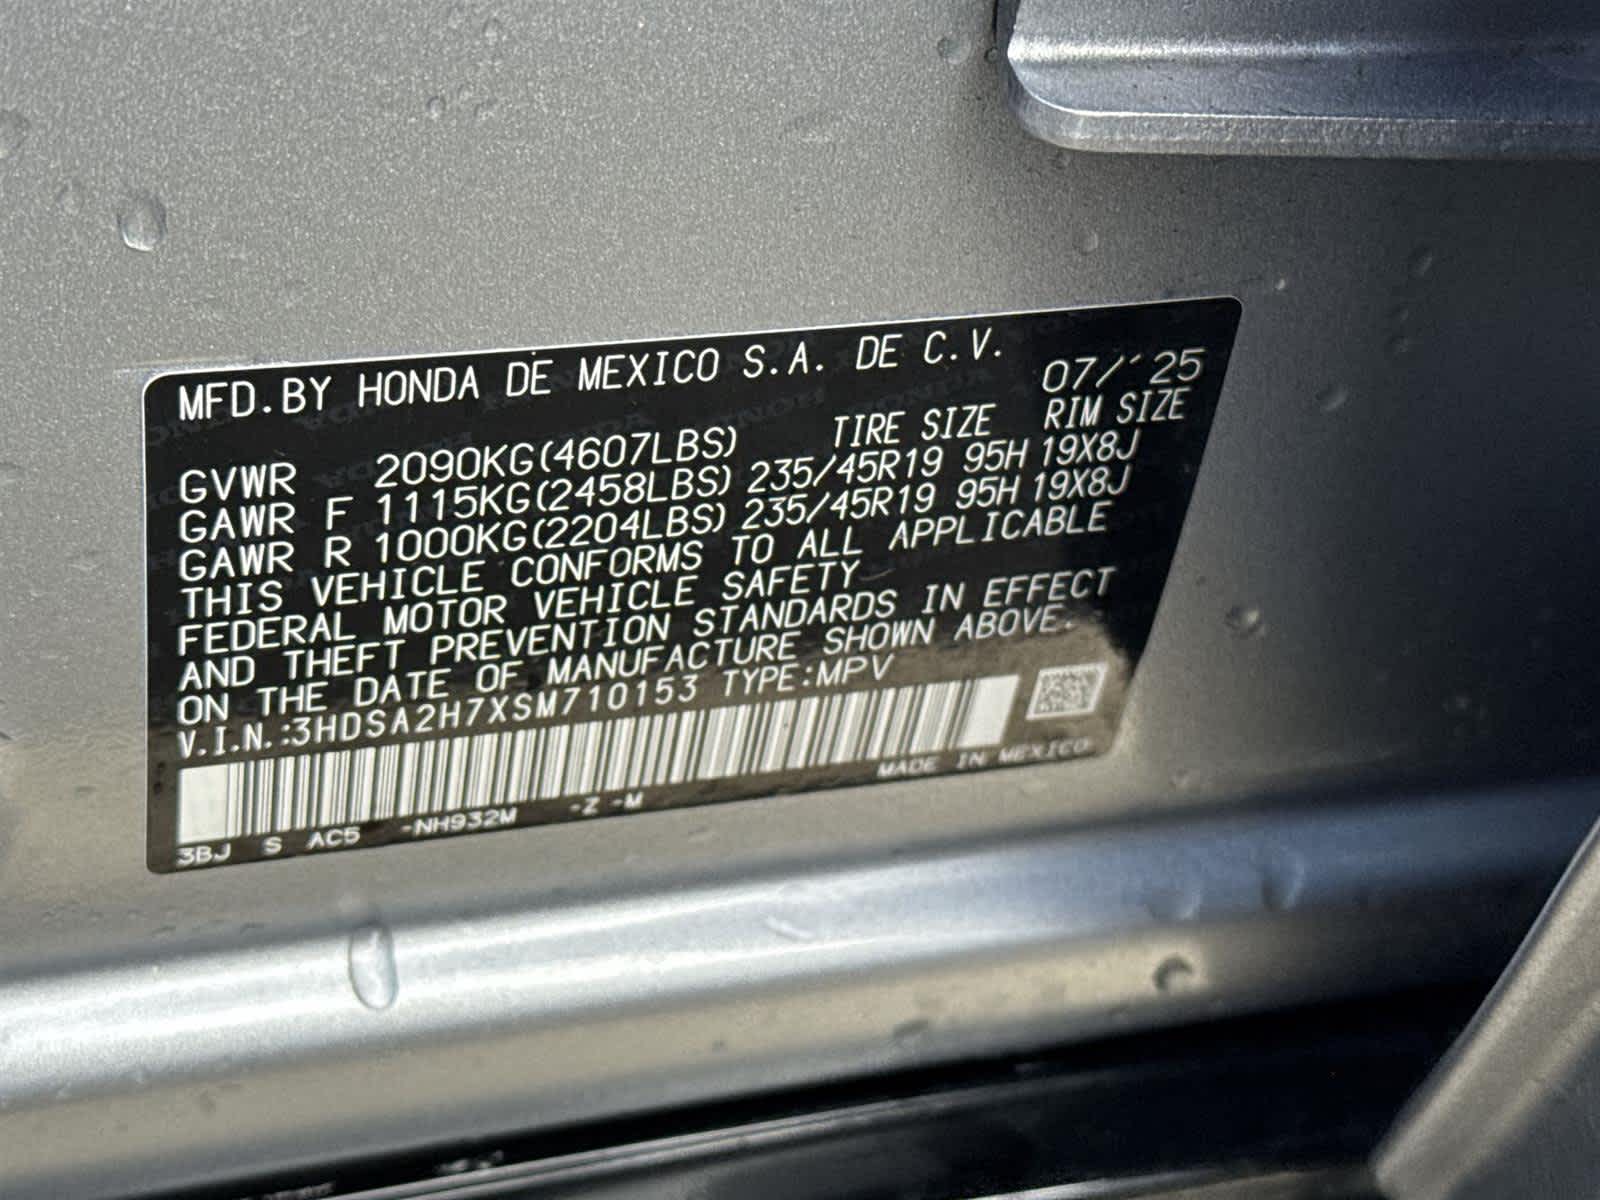 MFD.BY HONDA DE MEXICO S.A. DE C.V.
07/'25
TIRE SIZE RIM SIZE
GVWR 2090KG(4607LBS)
GAWR F 1115KG(2458LBS) 235/45R19 95H 19X8J
GAWR R 1000KG(2204LBS) 235/45R19 95H 19X8J
THIS VEHICLE CONFORMS TO ALL APPLICABLE
FEDERAL MOTOR VEHICLE SAFETY
AND THEFT PREVENTION STANDARDS IN EFFECT
ON THE DATE OF MANUFACTURE SHOWN ABOVE.
V.I.N.:3HDSA2H7XSM710153 TYPE:MPV
MADE IN MEXICO
3BJ S AC5 -NH932M -Z -M